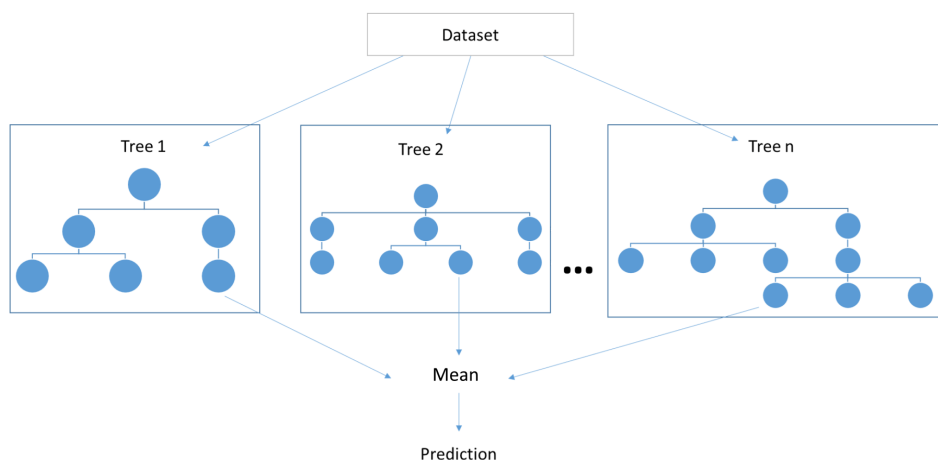 Dataset
Tree 1
Tree 2
Tree n
...
Mean
Prediction